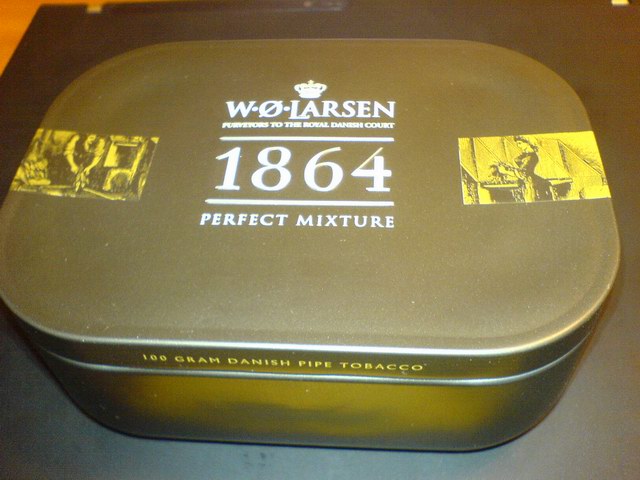 W·Ø·LARSEN
PURVEYORS TO THE ROYAL DANISH COURT
1864
PERFECT MIXTURE
100 GRAM DANISH PIPE TOBACCO